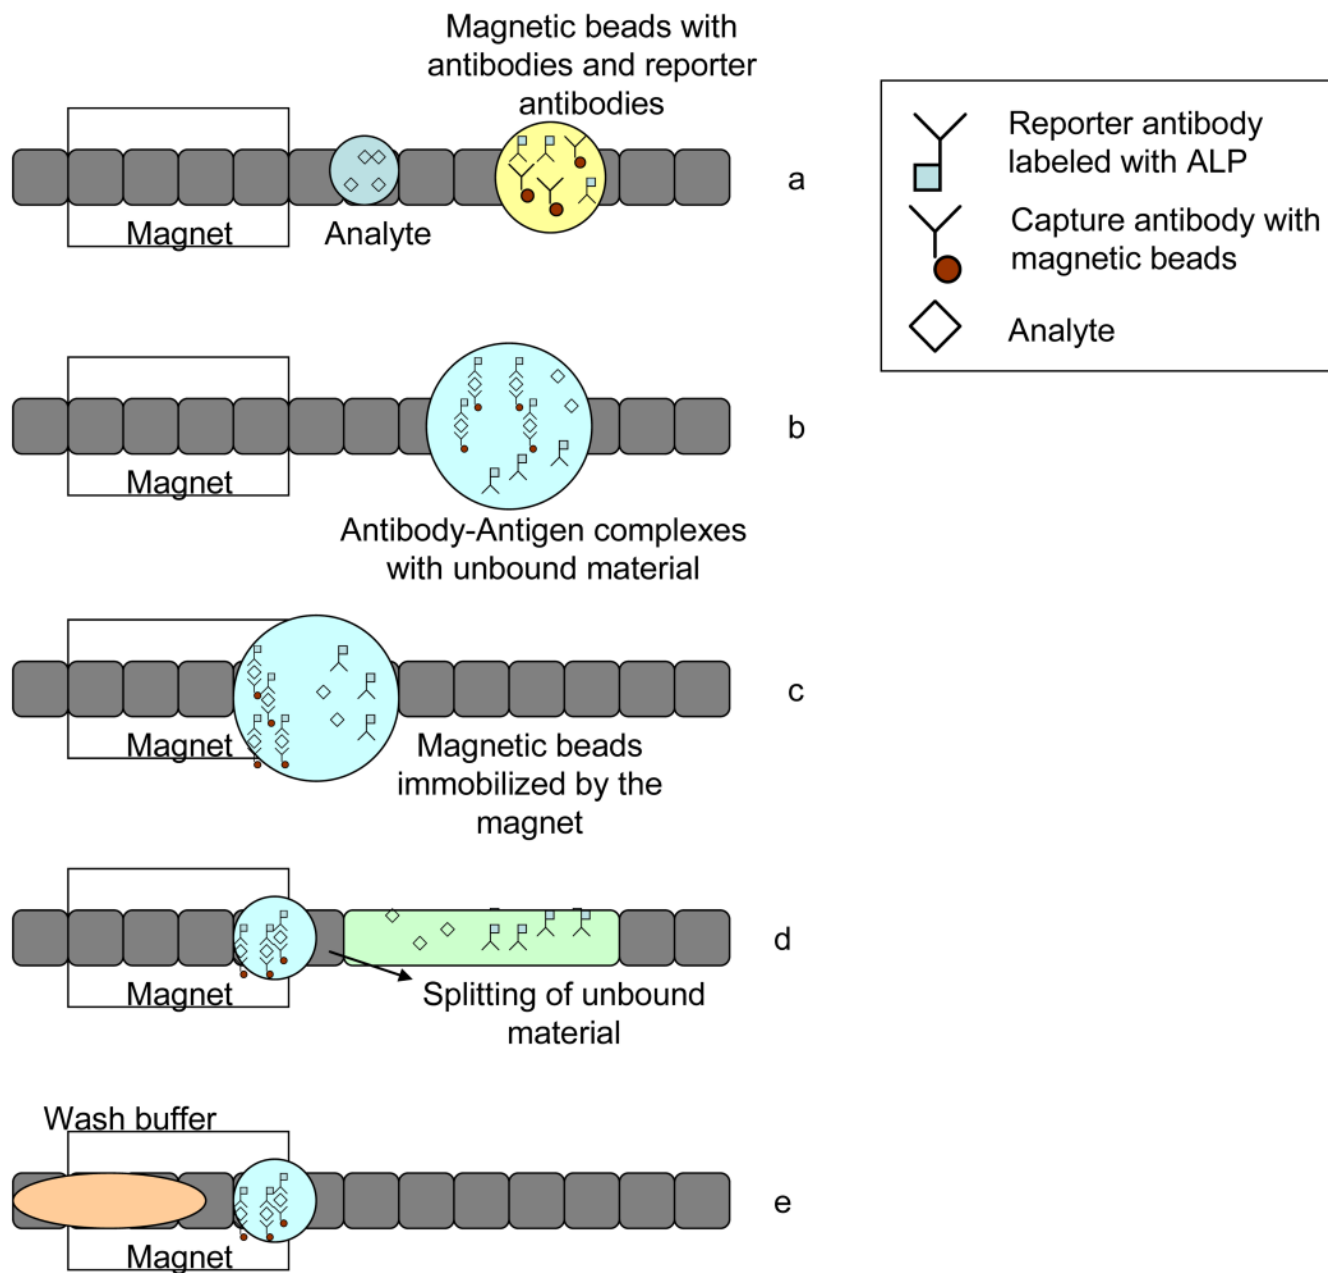 Magnetic beads with
antibodies and reporter
antibodies
Magnet
Analyte
a
Reporter antibody
labeled with ALP
Capture antibody with
magnetic beads
Analyte
Magnet
b
Antibody-Antigen complexes
with unbound material
Magnet
c
Magnetic beads
immobilized by the
magnet
Magnet
d
Splitting of unbound
material
Wash buffer
Magnet
e